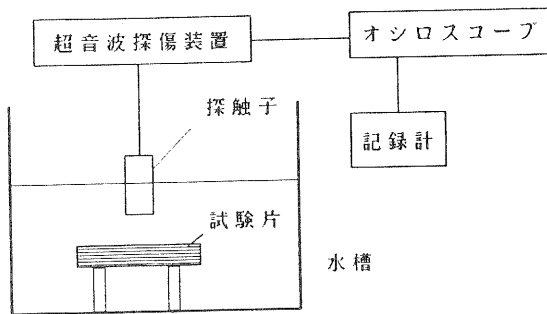 超音波探傷装置
オシロスコープ
探触子
記録計
試験片
水槽